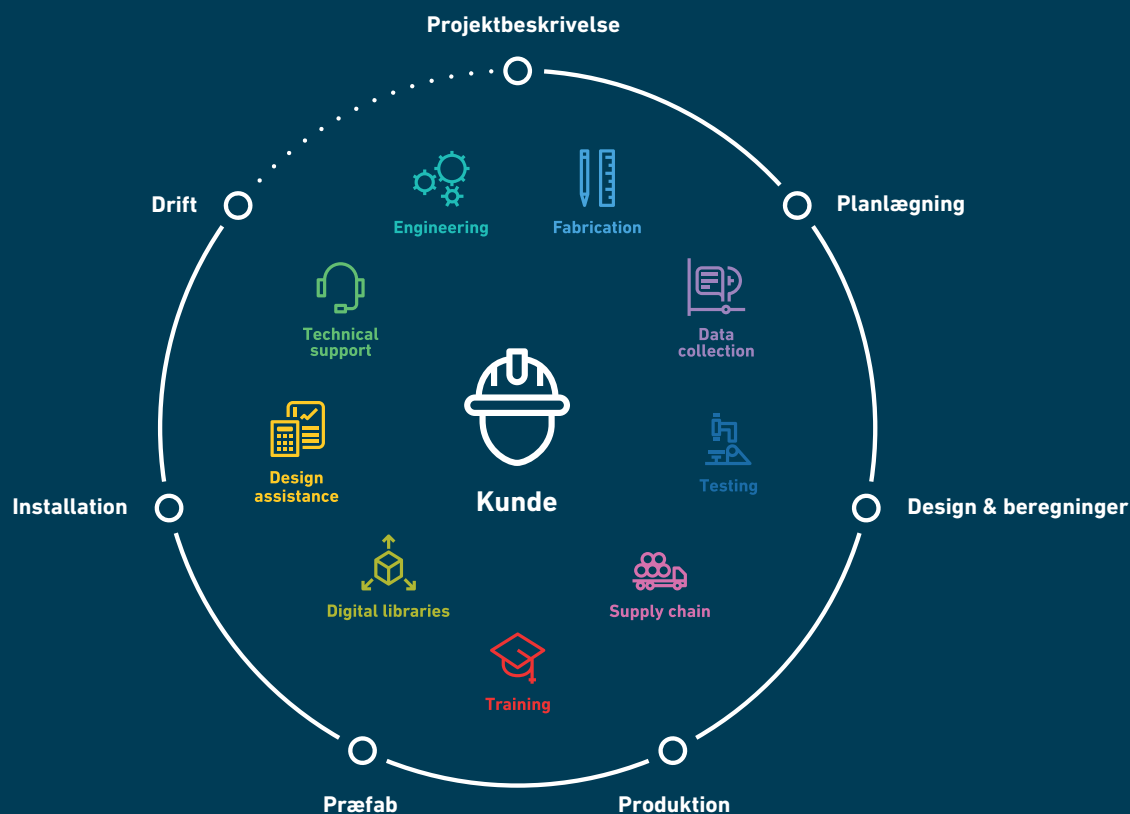 Projektbeskrivelse
Drift
Planlægning
Engineering
Fabrication
Technical
support
Data
collection
Design
assistance
Kunde
Testing
Installation
Design & beregninger
Digital libraries
Supply chain
Training
Præfab
Produktion